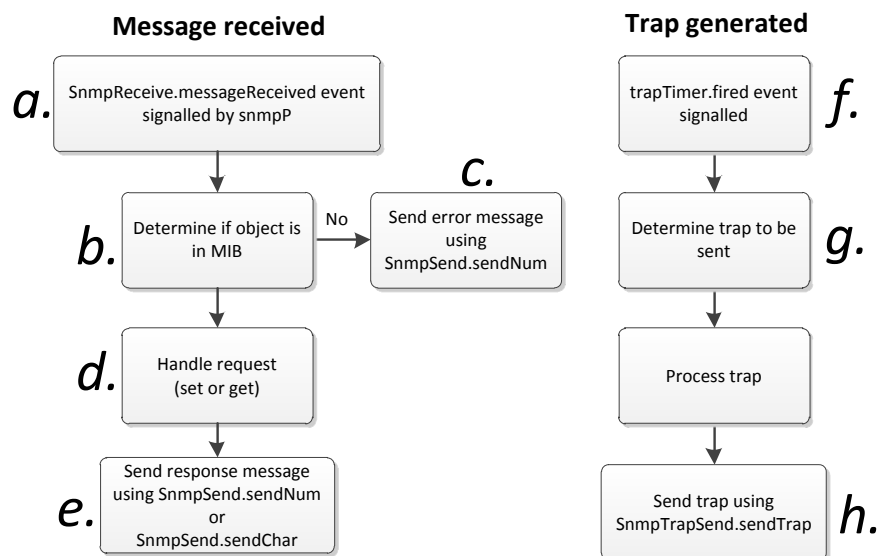 Message received
a.
SnmpReceive.messageReceived event
signalled by snmpP
b.
Determine if object is
in MIB
No
c.
Send error message
using
SnmpSend.sendNum
d.
Handle request
(set or get)
e.
Send response message
using SnmpSend.sendNum
or
SnmpSend.sendChar
Trap generated
trapTimer.fired event
signalled
f.
Determine trap to be
sent
g.
Process trap
Send trap using
SnmpTrapSend.sendTrap
h.